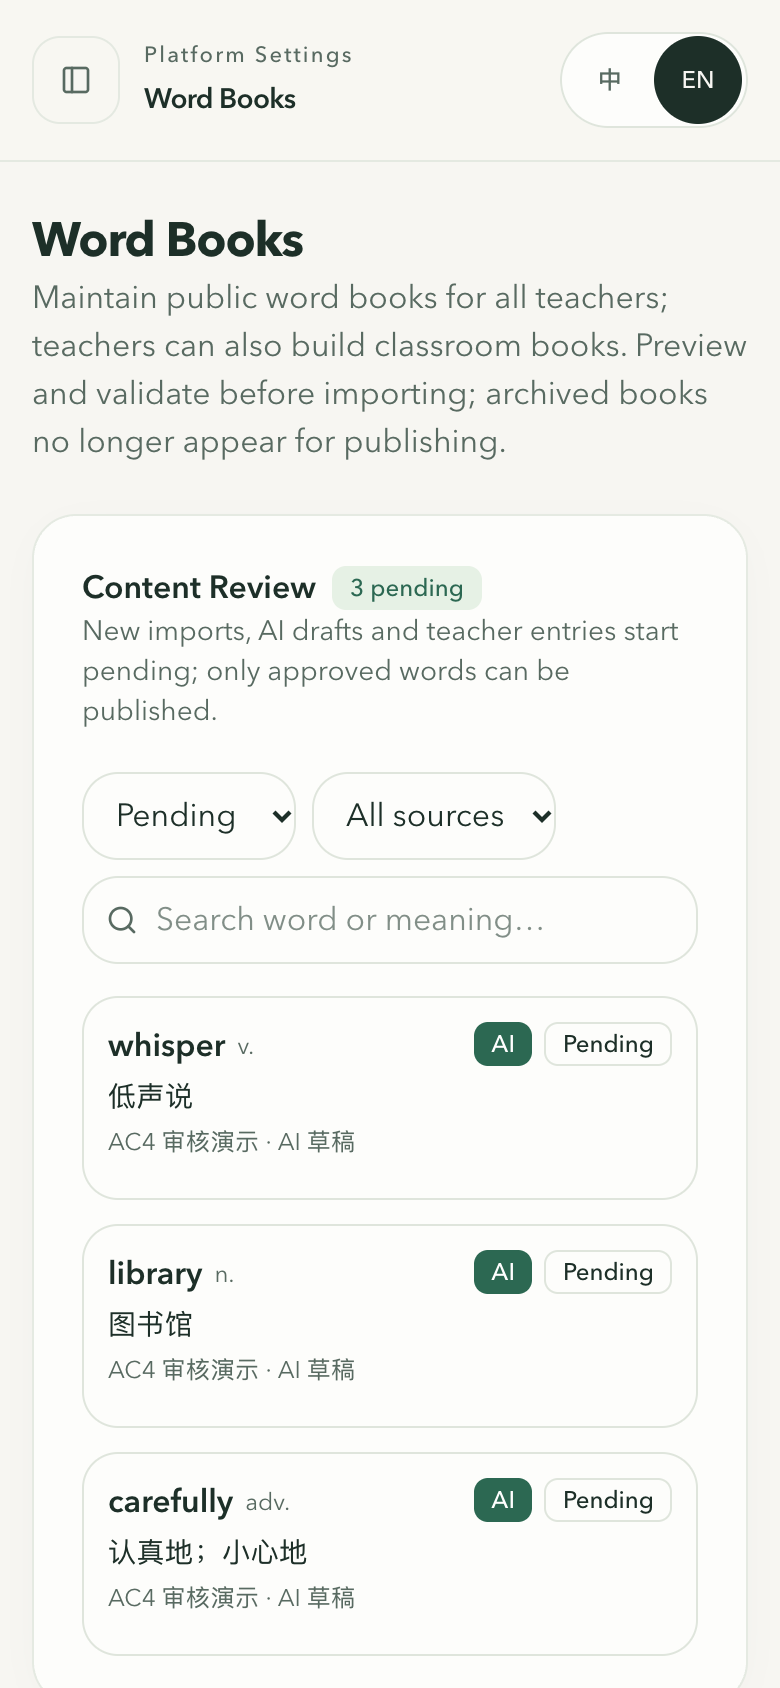 Platform Settings
Word Books
中 EN
Word Books
Maintain public word books for all teachers;
teachers can also build classroom books. Preview
and validate before importing; archived books
no longer appear for publishing.
Content Review 3 pending
New imports, AI drafts and teacher entries start
pending; only approved words can be
published.
Pending All sources
Search word or meaning…
whisper v. AI Pending
低声说
AC4 审核演示 · AI 草稿
library n. AI Pending
图书馆
AC4 审核演示 · AI 草稿
carefully adv. AI Pending
认真地；小心地
AC4 审核演示 · AI 草稿